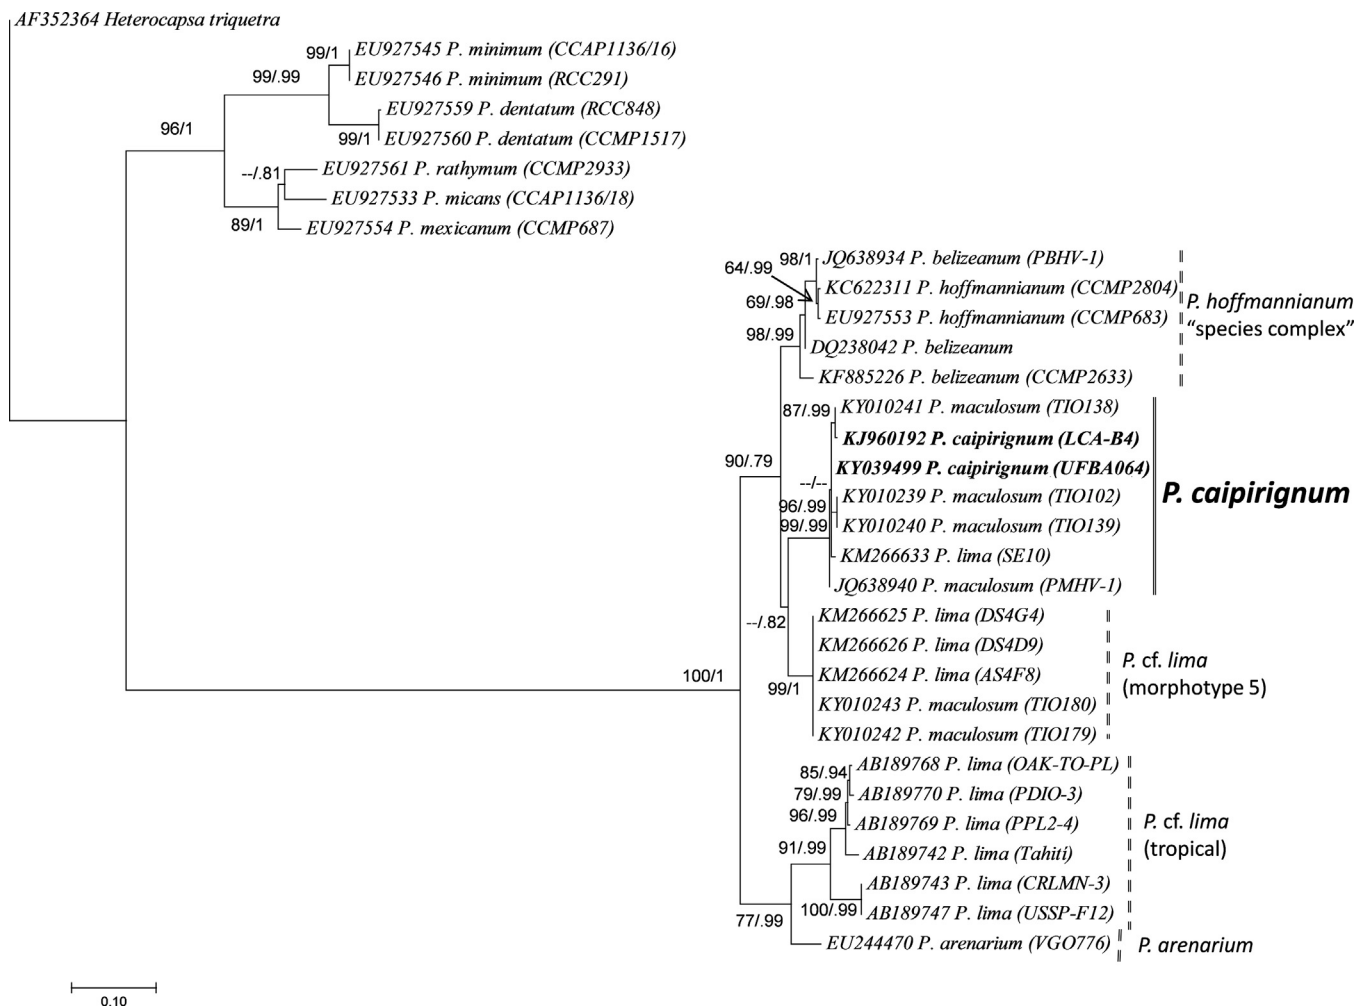 AF352364 Heterocapsa triquetra
99/1
EU927545 P. minimum (CCAP1136/16)
99/.99
EU927546 P. minimum (RCC291)
EU927559 P. dentatum (RCC848)
96/1
99/1
EU927560 P. dentatum (CCMP1517)
--/.81
EU927561 P. rathymum (CCMP2933)
EU927533 P. micans (CCAP1136/18)
89/1
EU927554 P. mexicanum (CCMP687)
98/1
JQ638934 P. belizeanum (PBHV-1)
64/.99
KC622311 P. hoffmannianum (CCMP2804)
69/.98
EU927553 P. hoffmannianum (CCMP683)
98/.99
DQ238042 P. belizeanum
KF885226 P. belizeanum (CCMP2633)
P. hoffmannianum
“species complex”
87/.99
KY010241 P. maculosum (TIO138)
KJ960192 P. caipirignum (LCA-B4)
90/.79
KY039499 P. caipirignum (UFBA064)
--/--
KY010239 P. maculosum (TIO102)
96/.99
99/.99
KY010240 P. maculosum (TIO139)
KM266633 P. lima (SE10)
JQ638940 P. maculosum (PMHV-1)
P. caipirignum
--/.82
KM266625 P. lima (DS4G4)
KM266626 P. lima (DS4D9)
100/1
KM266624 P. lima (AS4F8)
99/1
KY010243 P. maculosum (TIO180)
KY010242 P. maculosum (TIO179)
P. cf. lima
(morphotype 5)
85/.94
AB189768 P. lima (OAK-TO-PL)
79/.99
AB189770 P. lima (PDIO-3)
96/.99
AB189769 P. lima (PPL2-4)
91/.99
AB189742 P. lima (Tahiti)
AB189743 P. lima (CRLMN-3)
100/.99
AB189747 P. lima (USSP-F12)
P. cf. lima
(tropical)
77/.99
EU244470 P. arenarium (VGO776)
P. arenarium
0.10